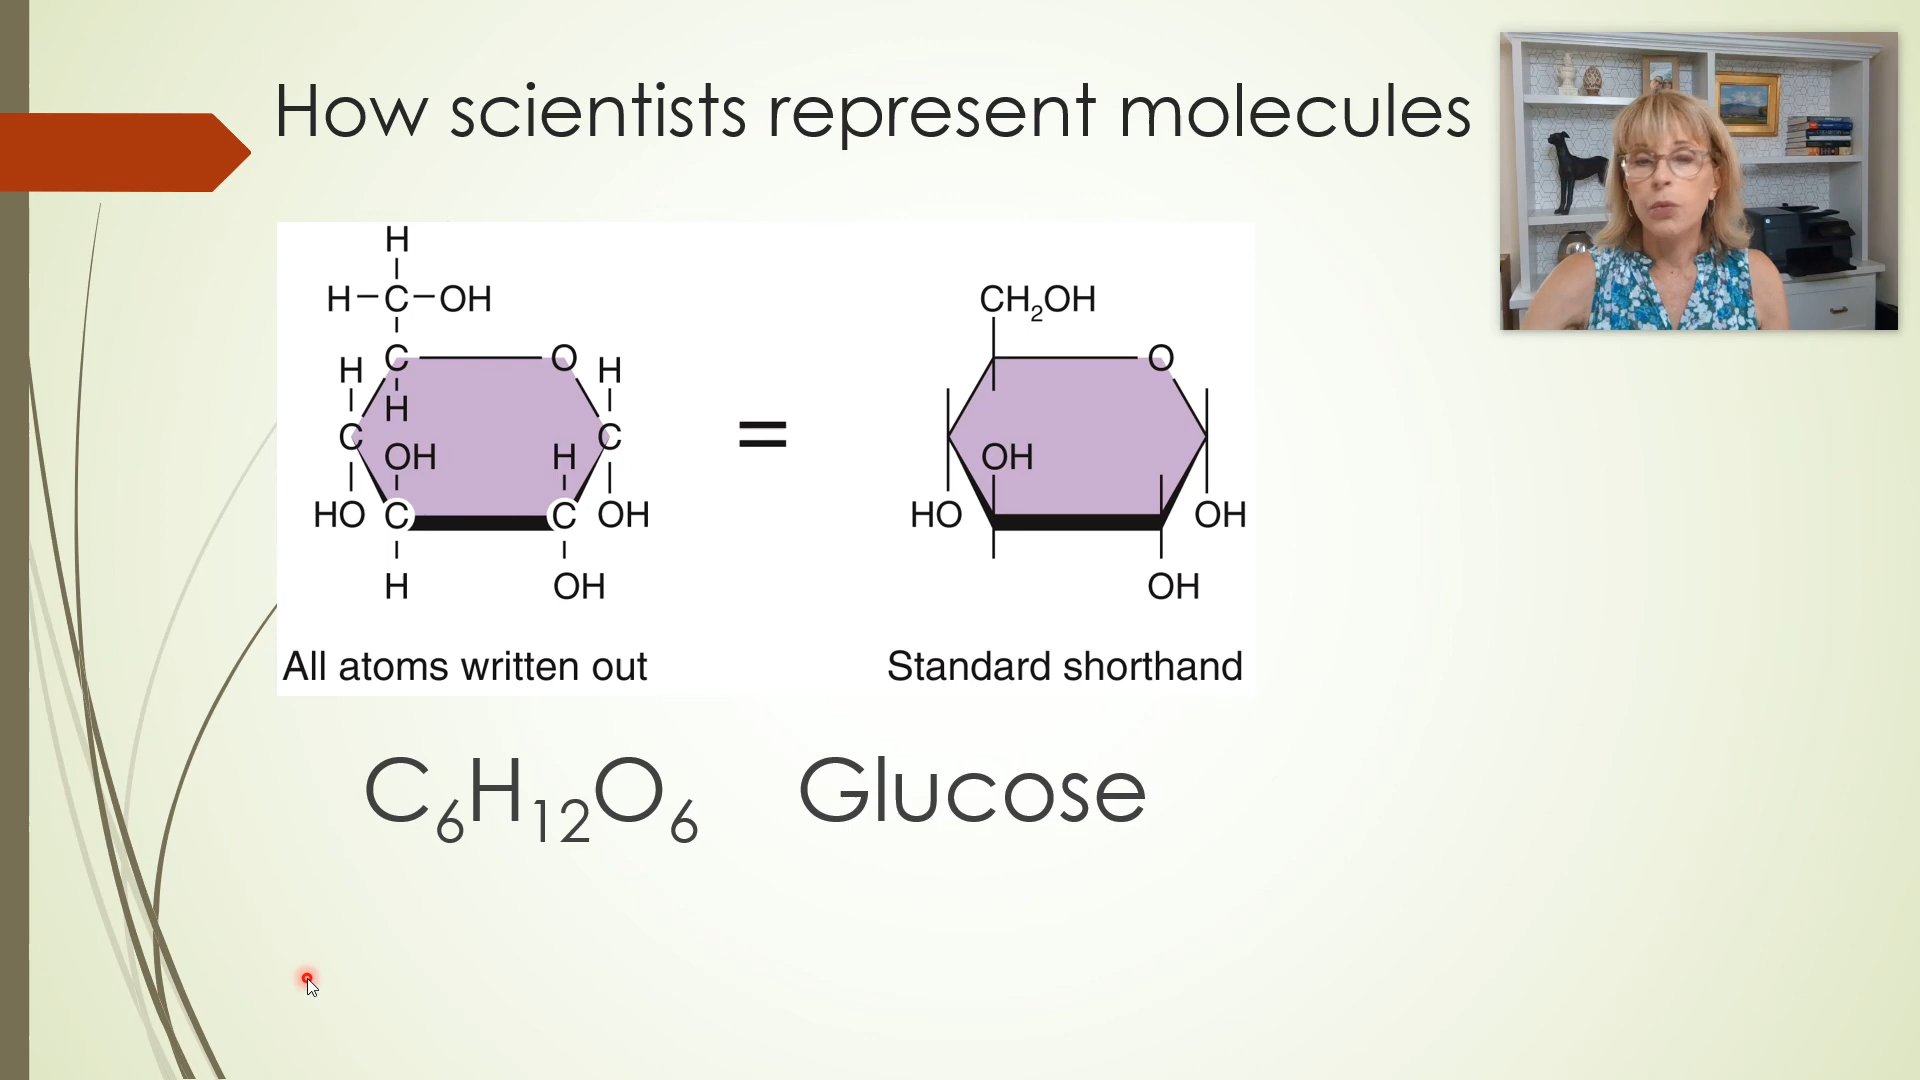 How scientists represent molecules
H
H–C–OH
H C O H
H
C C
OH H
HO C C OH
H OH
=
CH₂OH
O
OH
HO OH
OH
All atoms written out
Standard shorthand
C₆H₁₂O₆ Glucose